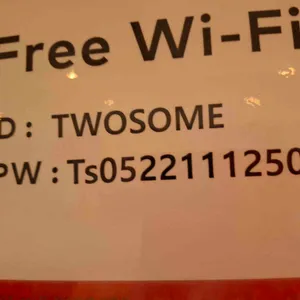 Free Wi-Fi
D : TWOSOME
PW : Ts0522111250